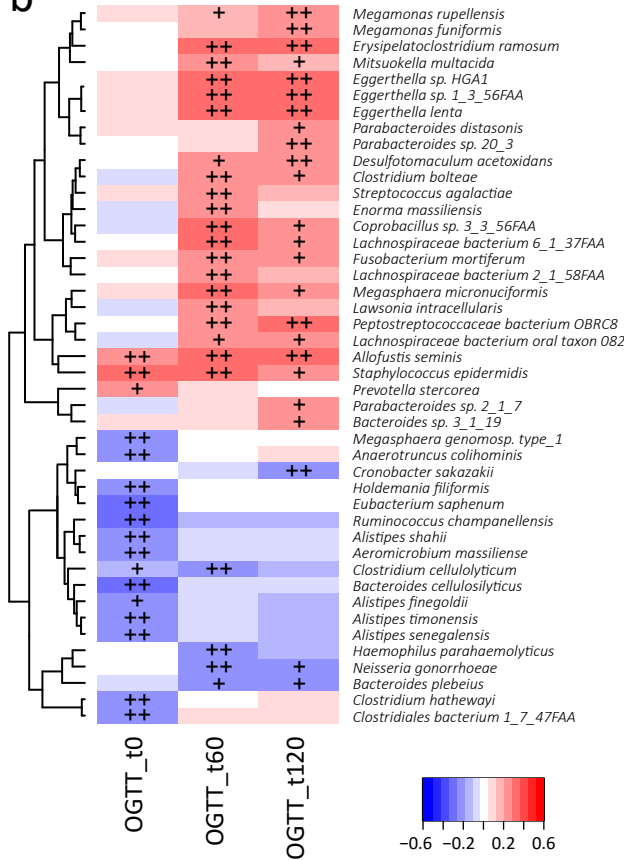 b
+ ++ Megamonas rupellensis
++ Megamonas funiformis
++ ++ Erysipelatoclostridium ramosum
++ + Mitsuokella multacida
++ ++ Eggerthella sp. HGA1
++ ++ Eggerthella sp. 1_3_56FAA
++ ++ Eggerthella lenta
+ Parabacteroides distasonis
++ Parabacteroides sp. 20_3
+ ++ Desulfotomaculum acetoxidans
++ + Clostridium bolteae
++ Streptococcus agalactiae
++ Enorma massiliensis
++ + Coprobacillus sp. 3_3_56FAA
++ + Lachnospiraceae bacterium 6_1_37FAA
++ + Fusobacterium mortiferum
++ Lachnospiraceae bacterium 2_1_58FAA
++ + Megasphaera micronuciformis
++ Lawsonia intracellularis
++ ++ Peptostreptococcaceae bacterium OBRC8
+ + Lachnospiraceae bacterium oral taxon 082
++ ++ ++ Allofustis seminis
++ ++ + Staphylococcus epidermidis
+ Prevotella stercorea
+ Parabacteroides sp. 2_1_7
+ Bacteroides sp. 3_1_19
++ Megasphaera genomosp. type_1
++ Anaerotruncus colihominis
++ Cronobacter sakazakii
++ Holdemania filiformis
++ Eubacterium saphenum
++ Ruminococcus champanellensis
++ Alistipes shahii
++ Aeromicrobium massiliense
+ ++ Clostridium cellulolyticum
++ Bacteroides cellulosilyticus
+ Alistipes finegoldii
++ Alistipes timonensis
++ Alistipes senegalensis
++ Haemophilus parahaemolyticus
++ + Neisseria gonorrhoeae
+ + Bacteroides plebeius
++ Clostridium hathewayi
++ Clostridiales bacterium 1_7_47FAA
OGTT_t0
OGTT_t60
OGTT_t120
−0.6 −0.2 0.2 0.6